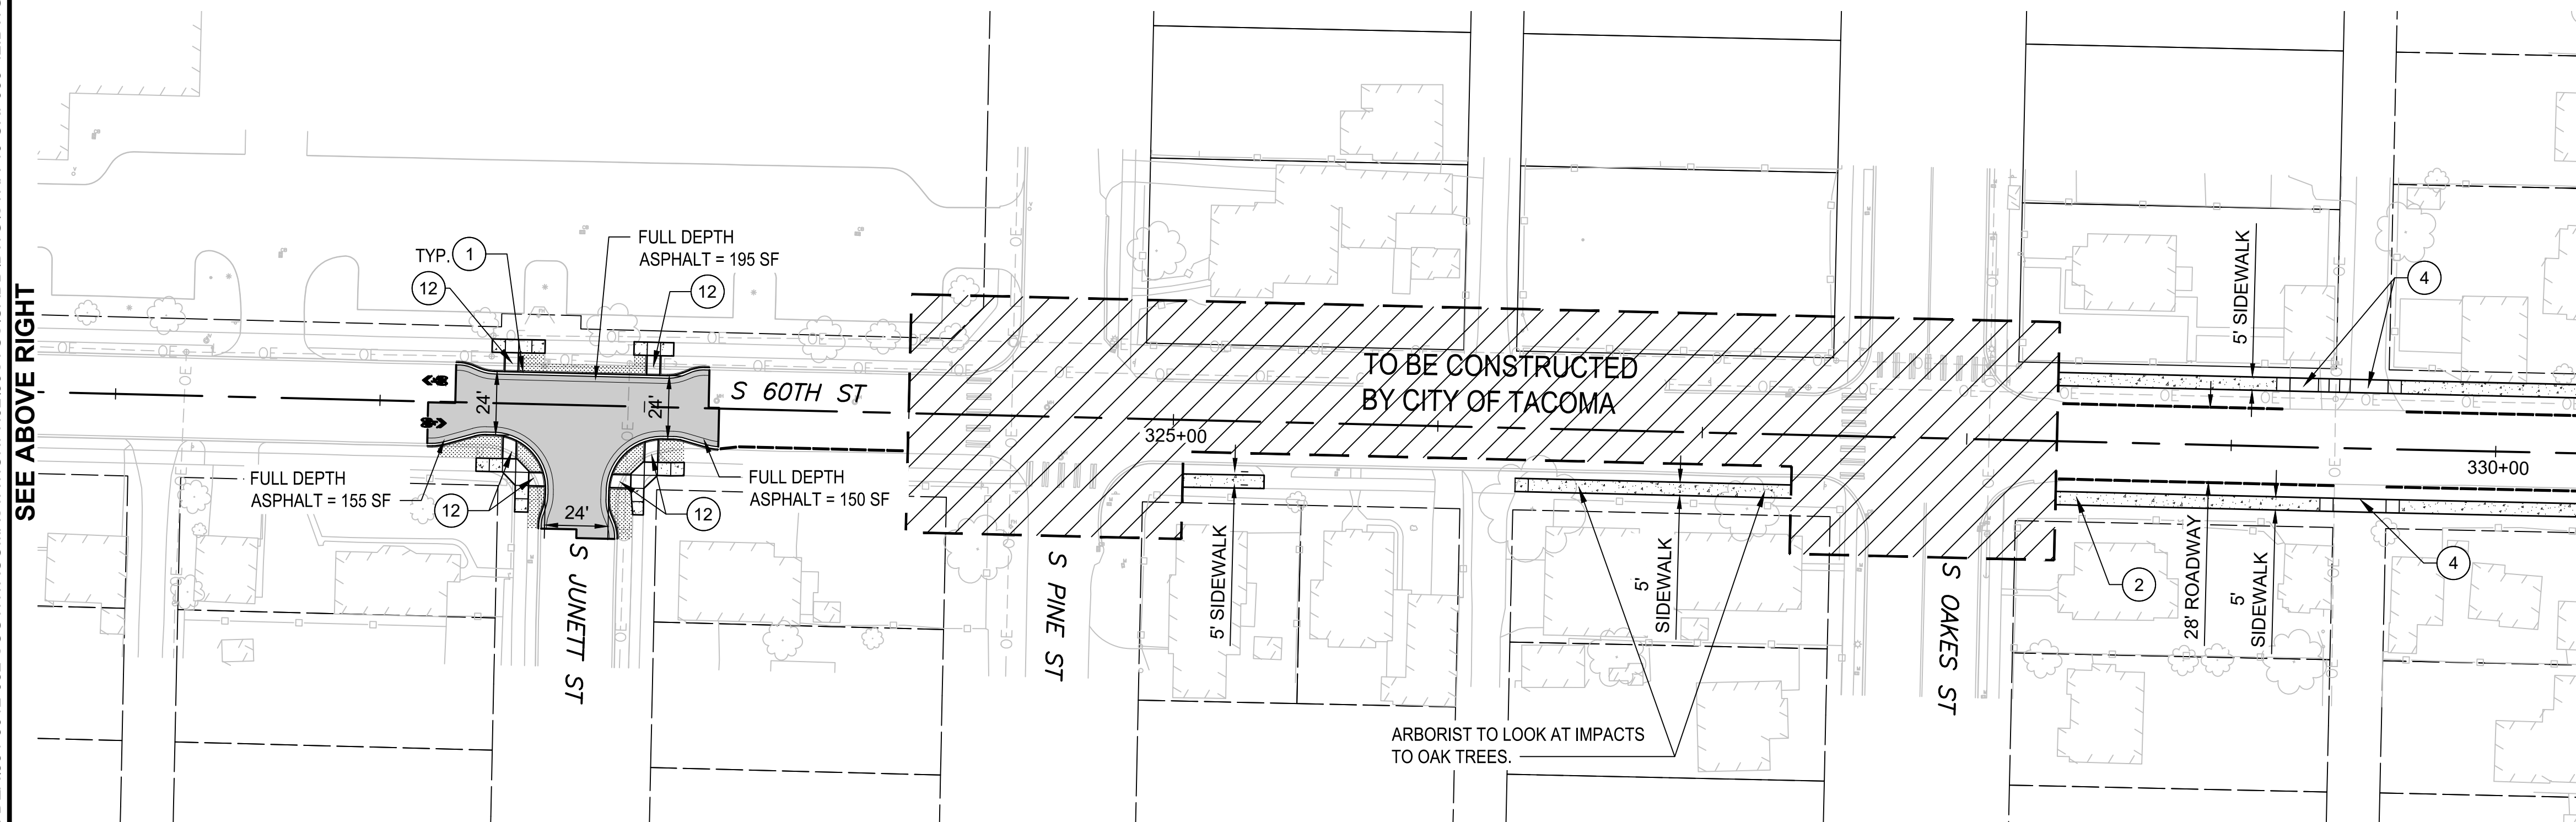 SEE ABOVE RIGHT
TYP. 1
12
FULL DEPTH
ASPHALT = 195 SF
12
24'
24'
S 60TH ST
FULL DEPTH
ASPHALT = 155 SF
12
24'
FULL DEPTH
ASPHALT = 150 SF
12
S JUNETT ST
S PINE ST
TO BE CONSTRUCTED
BY CITY OF TACOMA
325+00
5' SIDEWALK
5'
SIDEWALK
ARBORIST TO LOOK AT IMPACTS
TO OAK TREES.
S OAKES ST
5' SIDEWALK
4
330+00
2
28' ROADWAY
5'
SIDEWALK
4